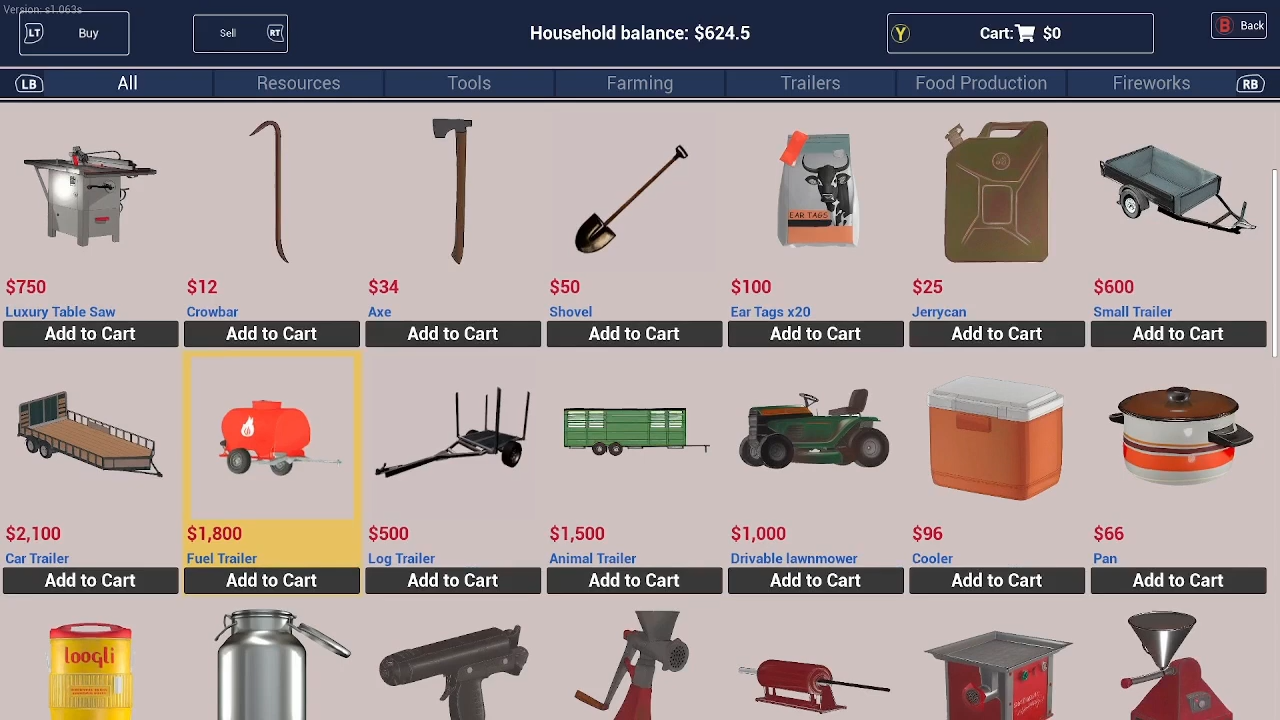 Version: s1.063s
LT Buy
Sell RT
Household balance: $624.5
Y Cart: $0
B Back
LB All Resources Tools Farming Trailers Food Production Fireworks RB
EAR TAGS
$750 $12 $34 $50 $100 $25 $600
Luxury Table Saw Crowbar Axe Shovel Ear Tags x20 Jerrycan Small Trailer
Add to Cart Add to Cart Add to Cart Add to Cart Add to Cart Add to Cart Add to Cart
$2,100 $1,800 $500 $1,500 $1,000 $96 $66
Car Trailer Fuel Trailer Log Trailer Animal Trailer Drivable lawnmower Cooler Pan
Add to Cart Add to Cart Add to Cart Add to Cart Add to Cart Add to Cart Add to Cart
loogli